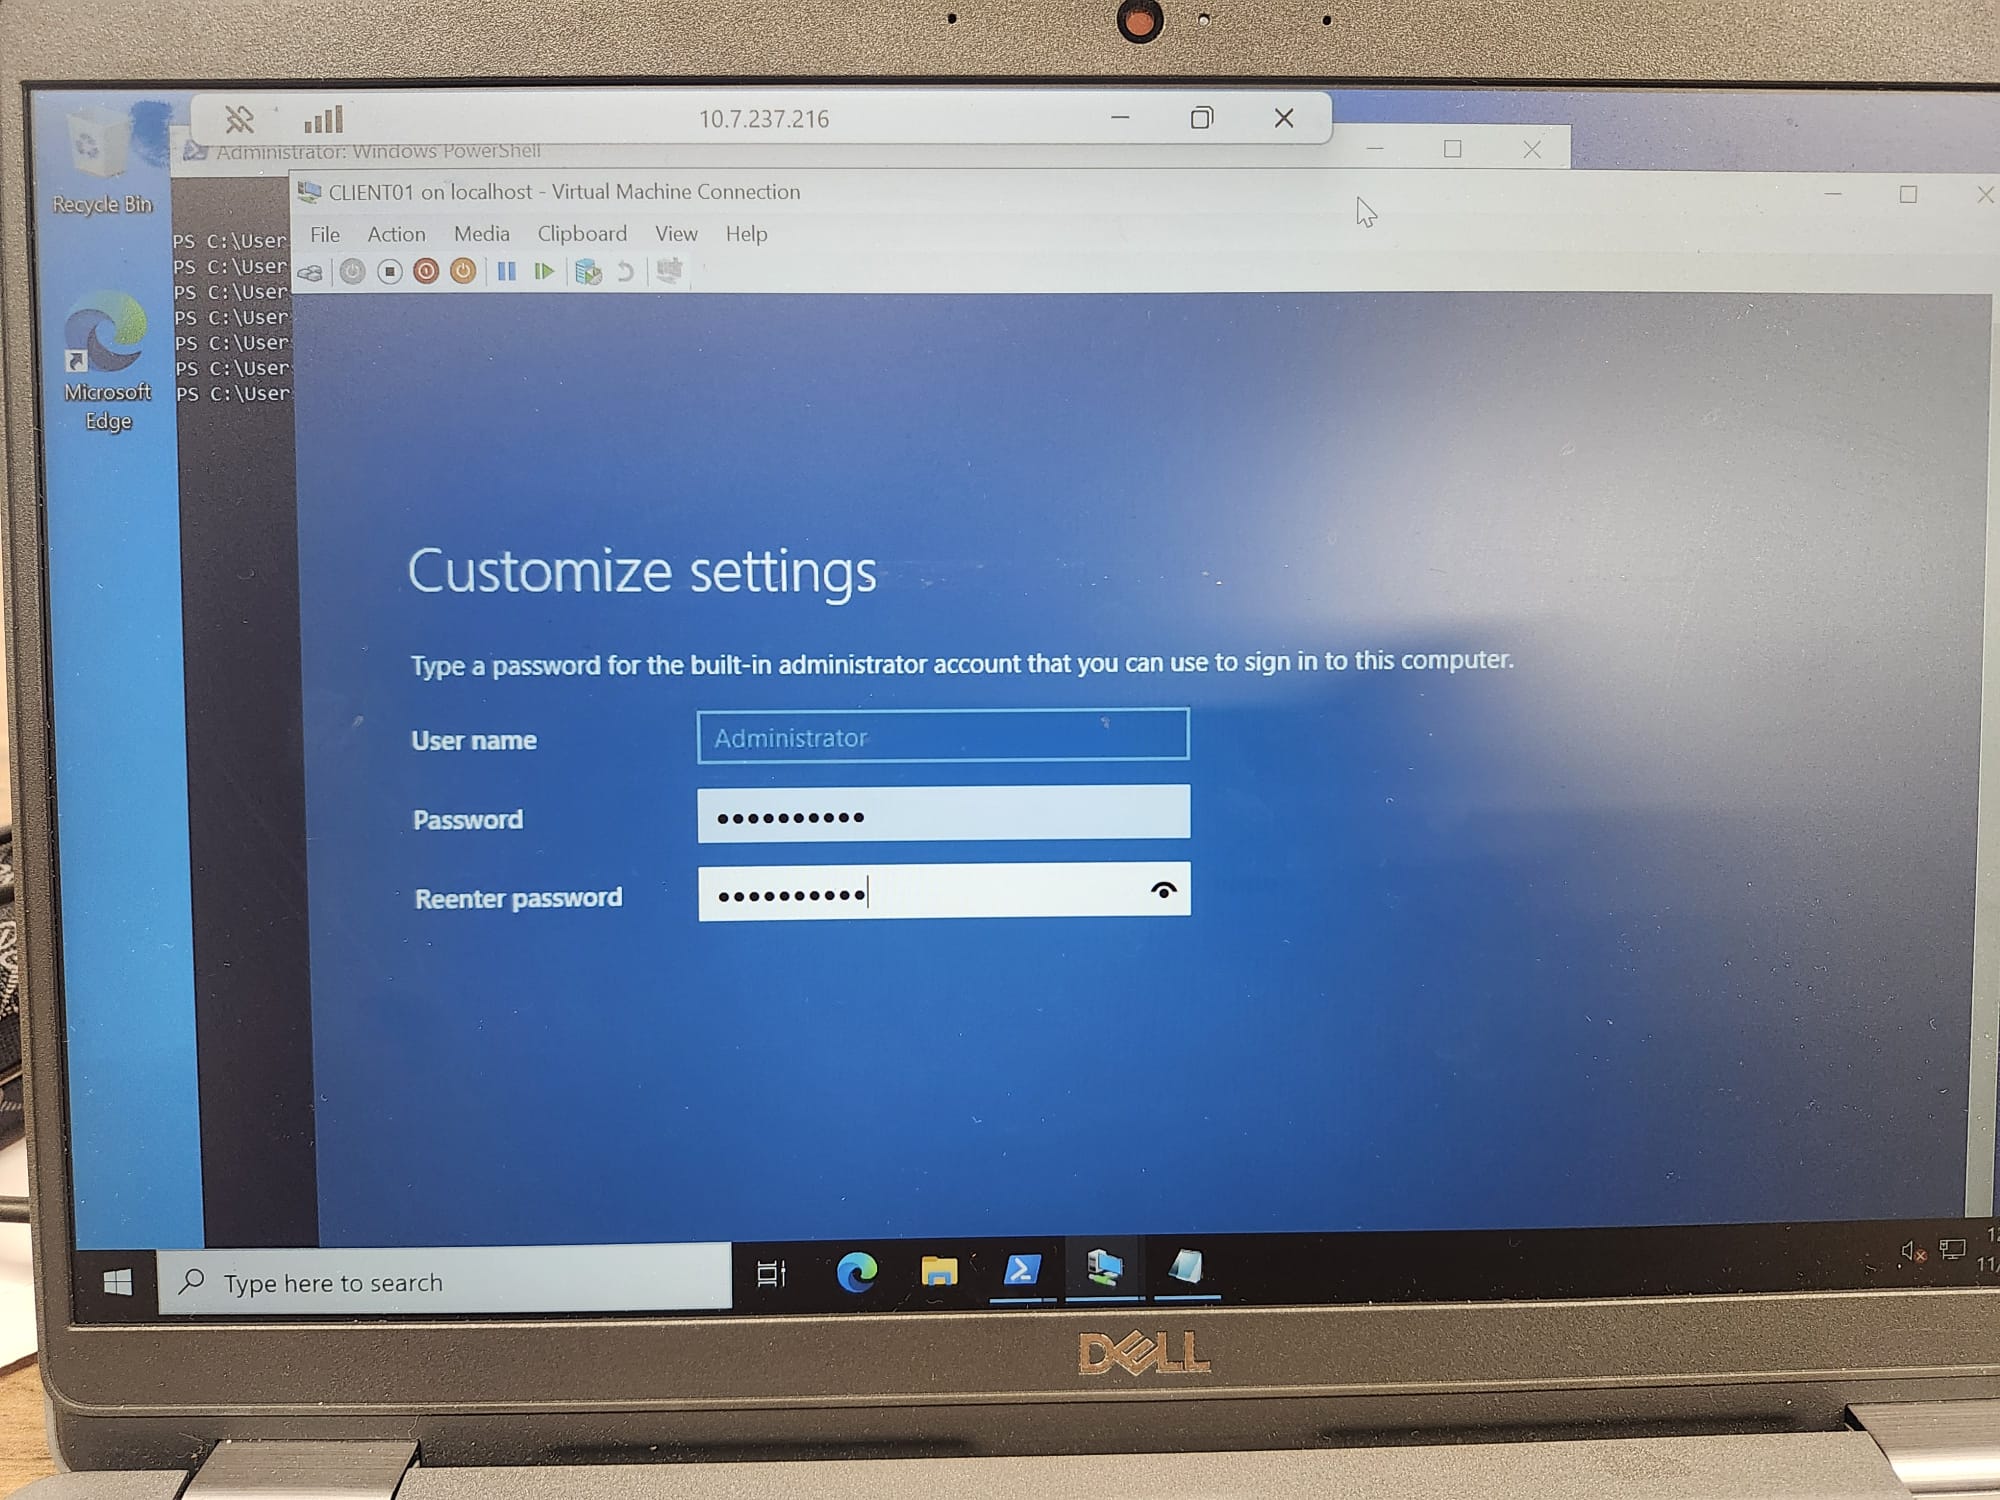 10.7.237.216
Administrator: Windows PowerShell
Recycle Bin
CLIENT01 on localhost - Virtual Machine Connection
File Action Media Clipboard View Help
PS C:\User
PS C:\User
PS C:\User
PS C:\User
PS C:\User
PS C:\User
PS C:\User
Microsoft
Edge
Customize settings
Type a password for the built-in administrator account that you can use to sign in to this computer.
User name Administrator
Password ●●●●●●●●●●
Reenter password ●●●●●●●●●●
Type here to search
DELL